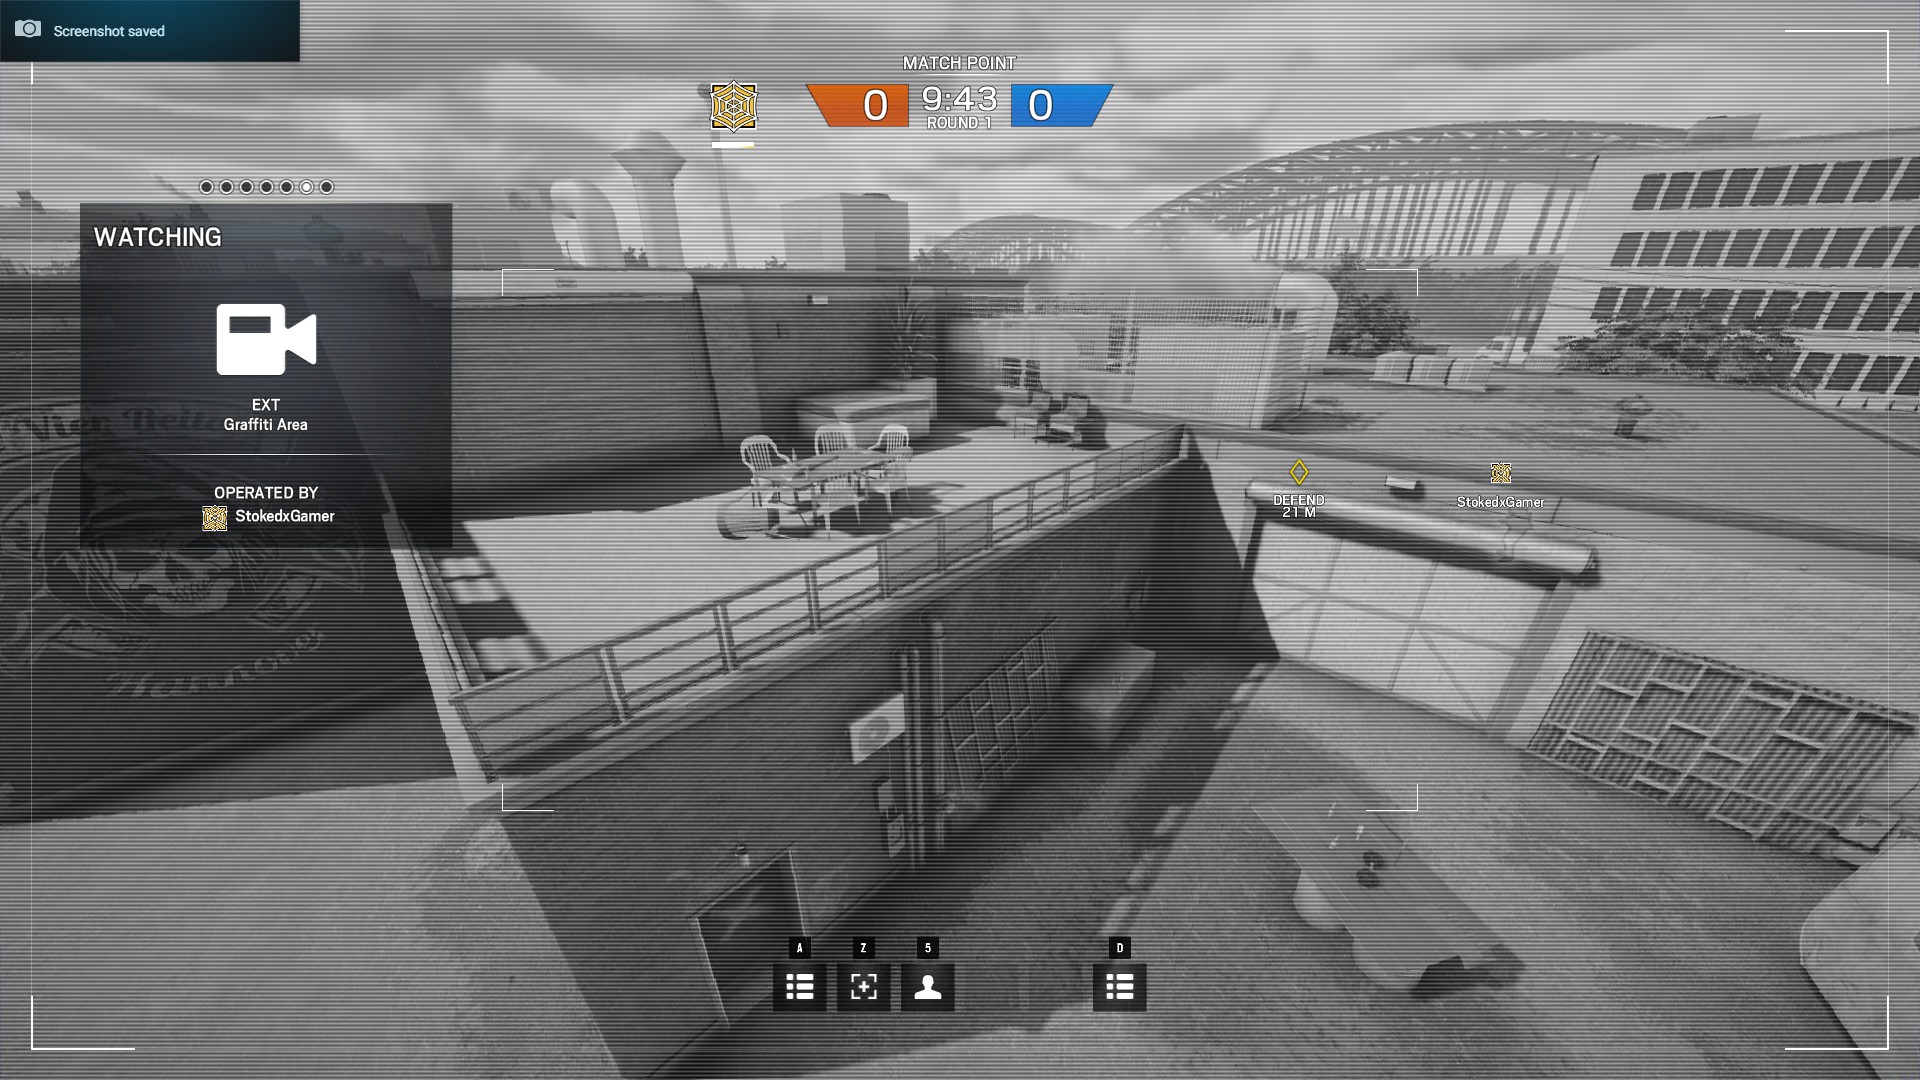 Screenshot saved
MATCH POINT
0
9:43
0
ROUND 1
WATCHING
EXT
Graffiti Area
OPERATED BY
StokedxGamer
DEFEND
21 M
StokedxGamer
A
Z
5
D